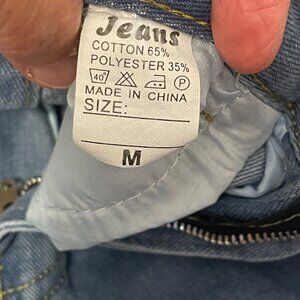 Jeans
COTTON 65%
POLYESTER 35%
40° P
MADE IN CHINA
SIZE:
M